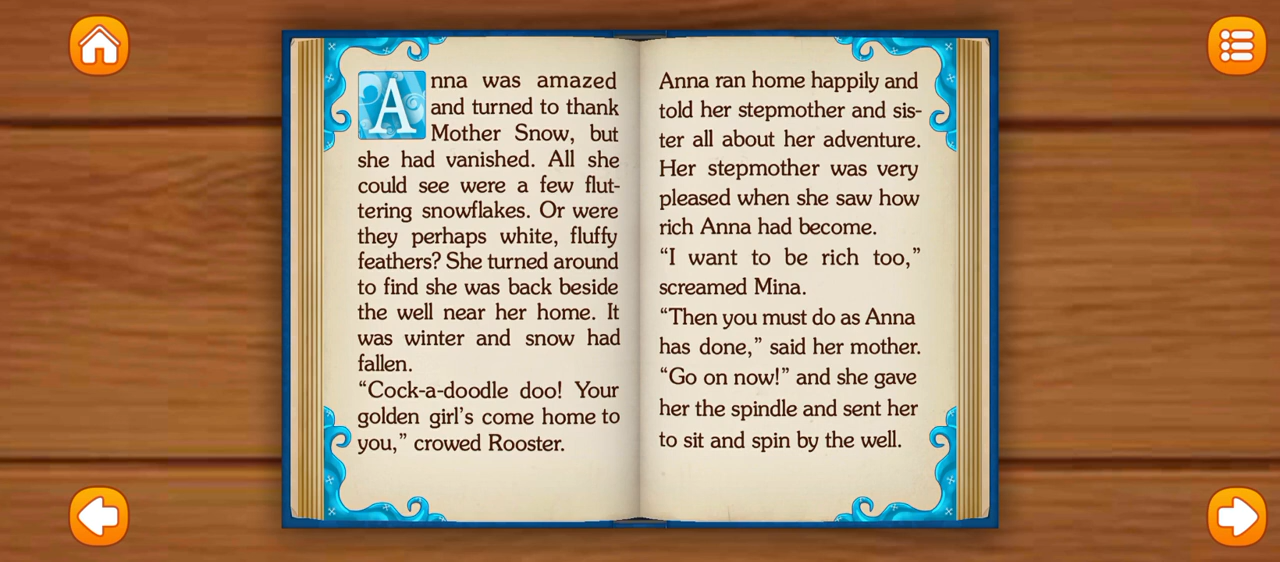 Anna was amazed
and turned to thank
Mother Snow, but
she had vanished. All she
could see were a few flut-
tering snowflakes. Or were
they perhaps white, fluffy
feathers? She turned around
to find she was back beside
the well near her home. It
was winter and snow had
fallen.
“Cock-a-doodle doo! Your
golden girl’s come home to
you,” crowed Rooster.
Anna ran home happily and
told her stepmother and sis-
ter all about her adventure.
Her stepmother was very
pleased when she saw how
rich Anna had become.
“I want to be rich too,”
screamed Mina.
“Then you must do as Anna
has done,” said her mother.
“Go on now!” and she gave
her the spindle and sent her
to sit and spin by the well.